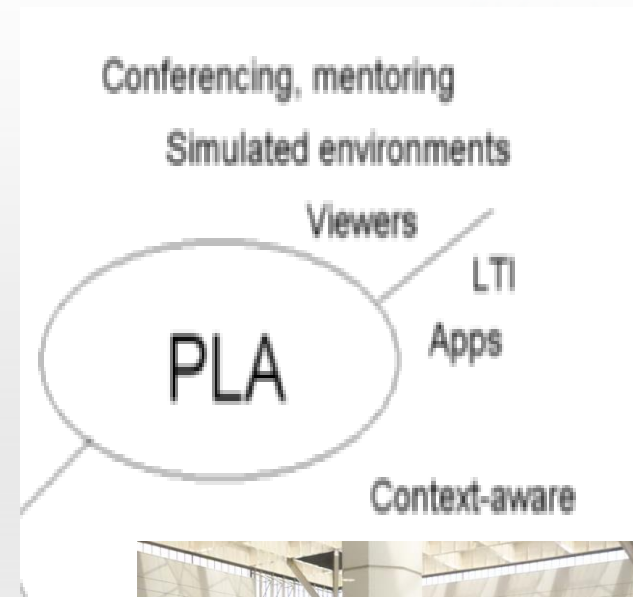 Conferencing, mentoring
Simulated environments
Viewers
LTI
Apps
PLA
Context-aware